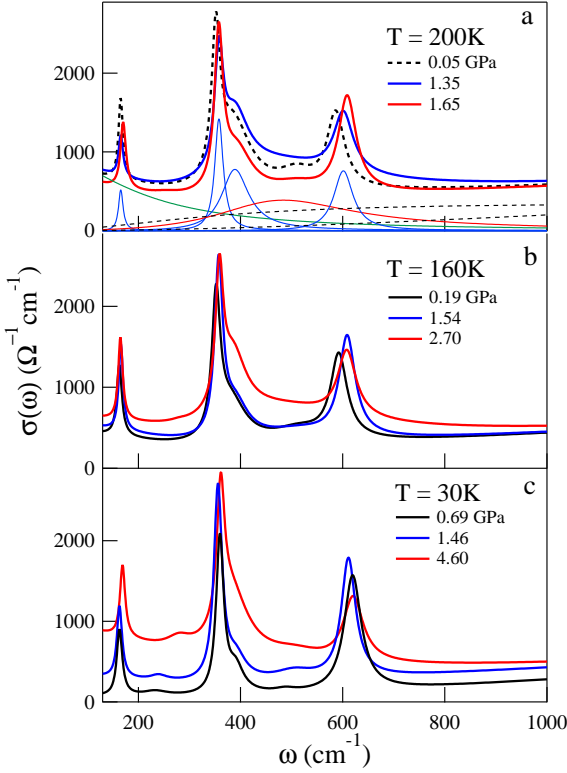 a
T = 200K
0.05 GPa
1.35
1.65
2000
1000
0
b
T = 160K
0.19 GPa
1.54
2.70
2000
1000
0
σ(ω) (Ω⁻¹ cm⁻¹)
c
T = 30K
0.69 GPa
1.46
4.60
2000
1000
0
200
400
600
800
1000
ω (cm⁻¹)